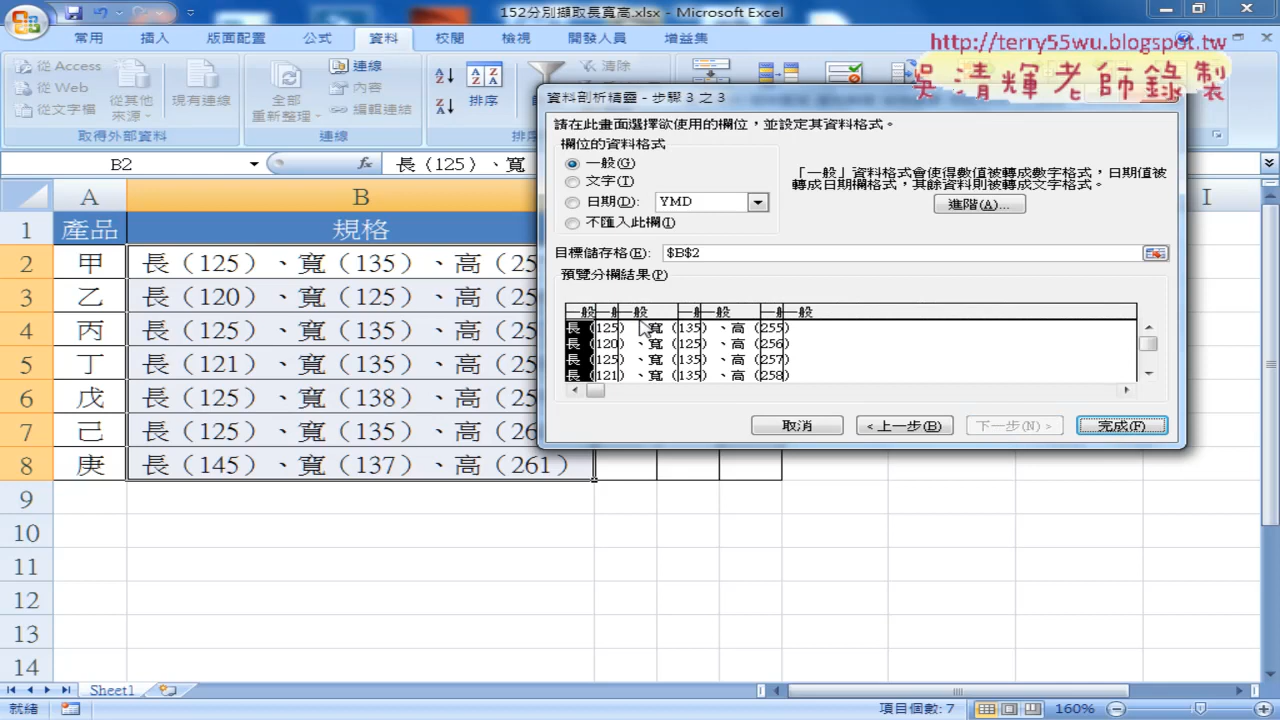 152分別擷取長寬高.xlsx - Microsoft Excel
常用 插入 版面配置 公式 資料 校閱 檢視 開發人員 增益集
http://terry55wu.blogspot.tw
吳清輝老師錄製
從 Access
從 Web
從文字檔
從其他來源
現有連線
取得外部資料
全部重新整理
連線
內容
編輯連結
連線
排序
清除
B2
fx
長（125）、寬
A B I
1 產品 規格
2 甲 長（125）、寬（135）、高（25
3 乙 長（120）、寬（125）、高（25
4 丙 長（125）、寬（135）、高（25
5 丁 長（121）、寬（135）、高（25
6 戊 長（125）、寬（138）、高（25
7 己 長（125）、寬（135）、高（26
8 庚 長（145）、寬（137）、高（261）
9
10
11
12
13
14
資料剖析精靈 - 步驟 3 之 3
請在此畫面選擇欲使用的欄位，並設定其資料格式。
欄位的資料格式
一般(G)
文字(T)
日期(D): YMD
不匯入此欄(I)
「一般」資料格式會使得數值被轉成數字格式，日期值被
轉成日期欄格式，其餘資料則被轉成文字格式。
進階(A)...
目標儲存格(E): $B$2
預覽分欄結果(P)
一般 一般 一般 一般 一般
長（125）、寬（135）、高（255）
長（120）、寬（125）、高（256）
長（125）、寬（135）、高（257）
長（121）、寬（135）、高（258）
取消 < 上一步(B) 下一步(N) > 完成(F)
Sheet1
就緒 項目個數: 7 160%